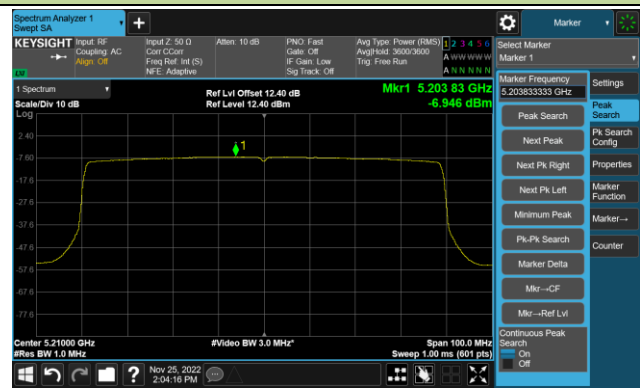 Spectrum Analyzer 1
Swept SA
Marker
KEYSIGHT
Input: RF
Coupling: AC
Align: Off
Input Z: 50 Ω
Corr CCorr
Freq Ref: Int (S)
NFE: Adaptive
Atten: 10 dB
PNO: Fast
Gate: Off
IF Gain: Low
Sig Track: Off
Avg Type: Power (RMS)
Avg|Hold: 3600/3600
Trig: Free Run
1 2 3 4 5 6
A W W W W W
A N N N N N
LW
Select Marker
Marker 1
1 Spectrum
Scale/Div 10 dB
Log
Ref Lvl Offset 12.40 dB
Ref Level 12.40 dBm
Mkr1 5.203 83 GHz
-6.946 dBm
1
2.40
-7.60
-17.6
-27.6
-37.6
-47.6
-57.6
-67.6
-77.6
Center 5.21000 GHz
#Res BW 1.0 MHz
#Video BW 3.0 MHz*
Span 100.0 MHz
Sweep 1.00 ms (601 pts)
Marker Frequency
5.203833333 GHz
Peak Search
Next Peak
Next Pk Right
Next Pk Left
Minimum Peak
Pk-Pk Search
Marker Delta
Mkr→CF
Mkr→Ref Lvl
Continuous Peak
Search
On
Off
Settings
Peak
Search
Pk Search
Config
Properties
Marker
Function
Marker→
Counter
?
Nov 25, 2022
2:04:16 PM